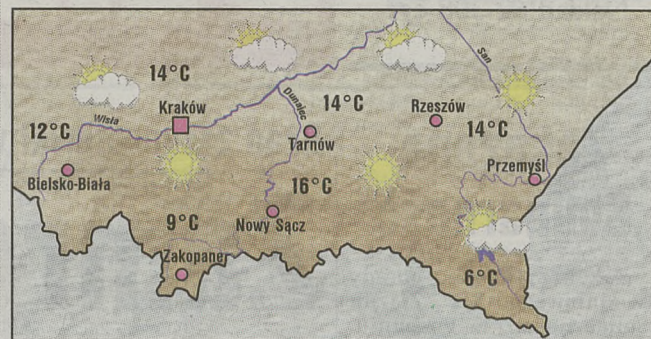 San
14°C
Kraków
Wisła
Dunajec
14°C
Rzeszów
12°C
Tarnów
14°C
Bielsko-Biała
16°C
Przemyśl
9°C
Nowy Sącz
Zakopane
6°C